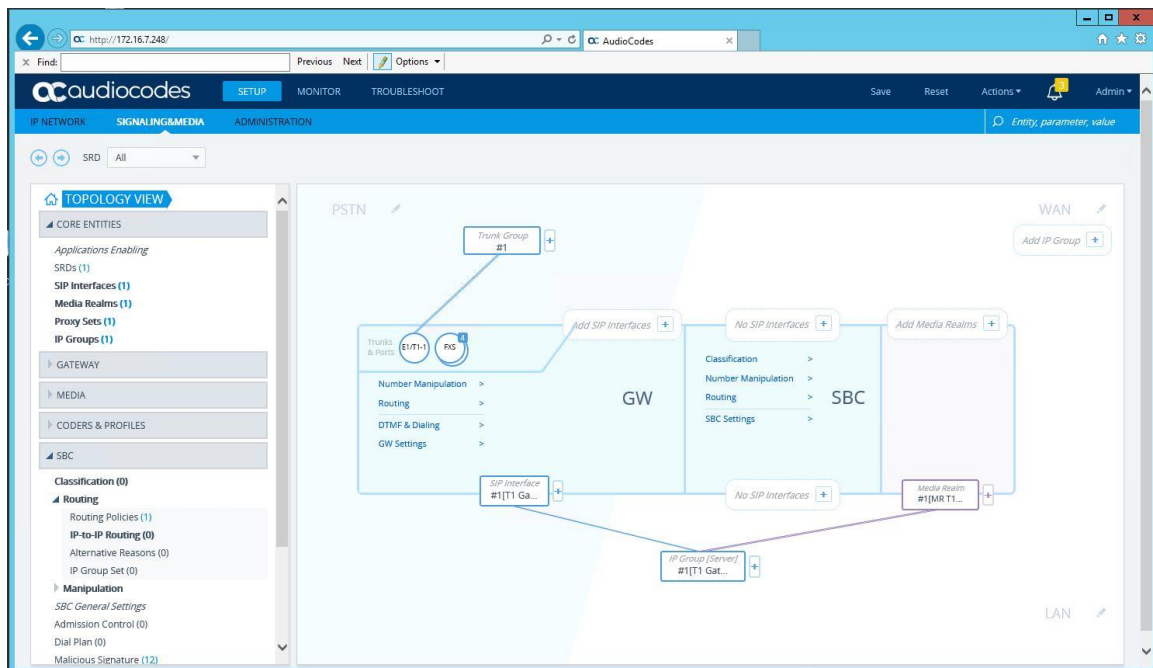 http://172.16.7.248/
AudioCodes
Find:
Previous Next Options
audiocodes
SETUP MONITOR TROUBLESHOOT
Save Reset Actions 3 Admin
IP NETWORK SIGNALING&MEDIA ADMINISTRATION
Entity, parameter, value
SRD All
TOPOLOGY VIEW
CORE ENTITIES
Applications Enabling
SRDs (1)
SIP Interfaces (1)
Media Realms (1)
Proxy Sets (1)
IP Groups (1)
GATEWAY
MEDIA
CODERS & PROFILES
SBC
Classification (0)
Routing
Routing Policies (1)
IP-to-IP Routing (0)
Alternative Reasons (0)
IP Group Set (0)
Manipulation
SBC General Settings
Admission Control (0)
Dial Plan (0)
Malicious Signature (12)
PSTN
WAN
Add IP Group +
Trunk Group
#1
+
Add SIP Interfaces +
No SIP Interfaces +
Add Media Realms +
Trunks
& Ports
E1/T1-1
FXS
4
Number Manipulation >
Routing >
DTMF & Dialing >
GW Settings >
GW
Classification >
Number Manipulation >
Routing >
SBC Settings >
SBC
SIP Interface
#1[T1 Ga...
+
No SIP Interfaces +
Media Realm
#1[MR T1...
+
IP Group [Server]
#1[T1 Gat...
+
LAN